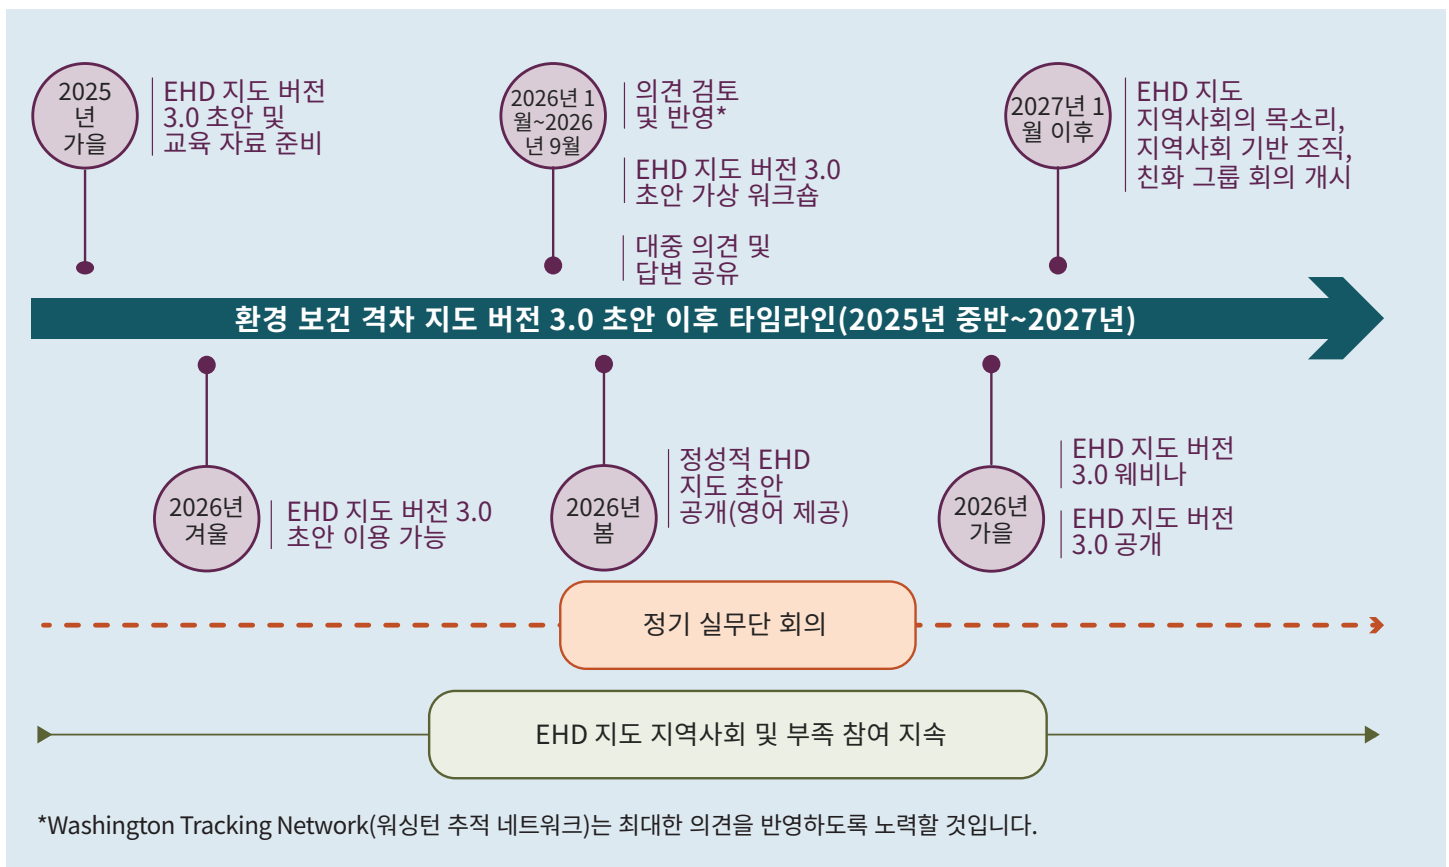 2025
년
가을
EHD 지도 버전
3.0 초안 및
교육 자료 준비
2026년 1
월~2026
년 9월
의견 검토
및 반영*
EHD 지도 버전 3.0
초안 가상 워크숍
대중 의견 및
답변 공유
2027년 1
월 이후
EHD 지도
지역사회의 목소리,
지역사회 기반 조직,
친화 그룹 회의 개시
환경 보건 격차 지도 버전 3.0 초안 이후 타임라인(2025년 중반~2027년)
2026년
겨울
EHD 지도 버전 3.0
초안 이용 가능
2026년
봄
정성적 EHD
지도 초안
공개(영어 제공)
2026년
가을
EHD 지도 버전
3.0 웨비나
EHD 지도 버전
3.0 공개
정기 실무단 회의
EHD 지도 지역사회 및 부족 참여 지속
*Washington Tracking Network(워싱턴 추적 네트워크)는 최대한 의견을 반영하도록 노력할 것입니다.